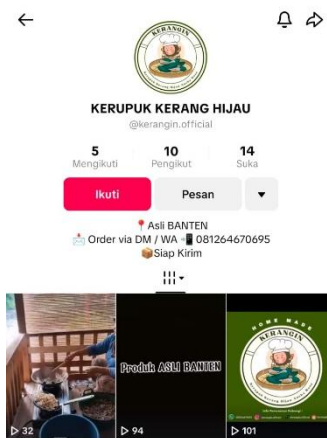 KERANGIN
KERUPUK KERANG HIJAU
@kerangin.official
5 10 14
Mengikuti Pengikut Suka
Ikuti Pesan
📍Asli BANTEN
📩 Order via DM / WA 📲 081264670695
📦Siap Kirim
Produk ASLI BANTEN
HOME MADE
KERANGIN
32 94 101